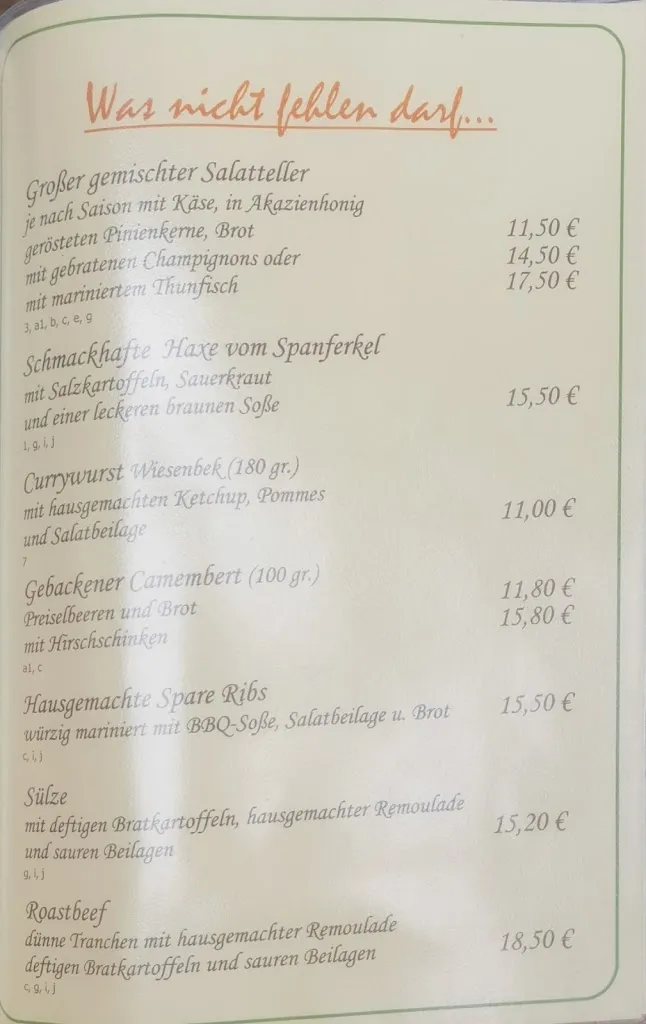 Was nicht fehlen darf...
Großer gemischter Salatteller
je nach Saison mit Käse, in Akazienhonig
gerösteten Pinienkerne, Brot 11,50 €
mit gebratenen Champignons oder 14,50 €
mit mariniertem Thunfisch 17,50 €
3, a1, b, c, e, g
Schmackhafte Haxe vom Spanferkel
mit Salzkartoffeln, Sauerkraut
und einer leckeren braunen Soße 15,50 €
1, g, i, j
Currywurst Wiesenbek (180 gr.)
mit hausgemachten Ketchup, Pommes 11,00 €
und Salatbeilage
7
Gebackener Camembert (100 gr.)
Preiselbeeren und Brot 11,80 €
mit Hirschschinken 15,80 €
a1, c
Hausgemachte Spare Ribs 15,50 €
würzig mariniert mit BBQ-Soße, Salatbeilage u. Brot
c, i, j
Sülze
mit deftigen Bratkartoffeln, hausgemachter Remoulade 15,20 €
und sauren Beilagen
g, i, j
Roastbeef
dünne Tranchen mit hausgemachter Remoulade 18,50 €
deftigen Bratkartoffeln und sauren Beilagen
c, g, i, j